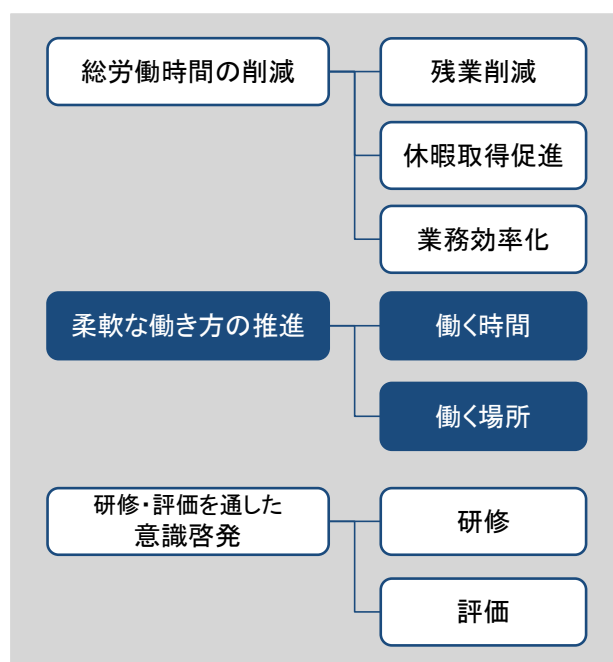 総労働時間の削減
残業削減
休暇取得促進
業務効率化
柔軟な働き方の推進
働く時間
働く場所
研修・評価を通した
意識啓発
研修
評価